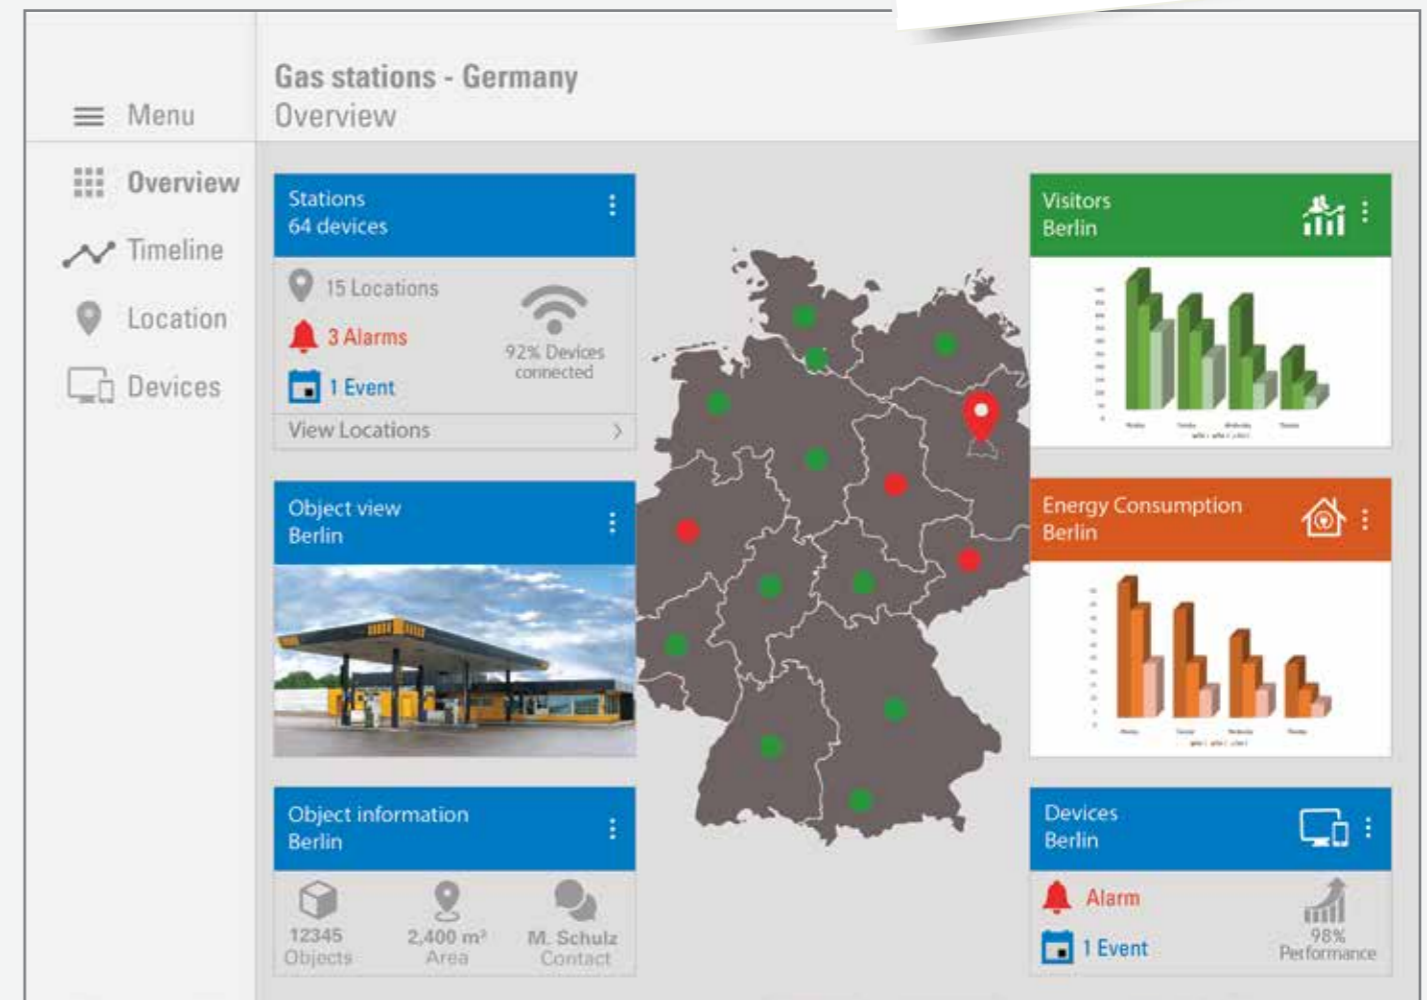 Gas stations - Germany
Overview
Menu
Overview
Timeline
Location
Devices
Stations
64 devices
15 Locations
3 Alarms
1 Event
92% Devices
connected
View Locations
Object view
Berlin
Object information
Berlin
12345
Objects
2,400 m²
Area
M. Schulz
Contact
Visitors
Berlin
Energy Consumption
Berlin
Devices
Berlin
Alarm
1 Event
98%
Performance